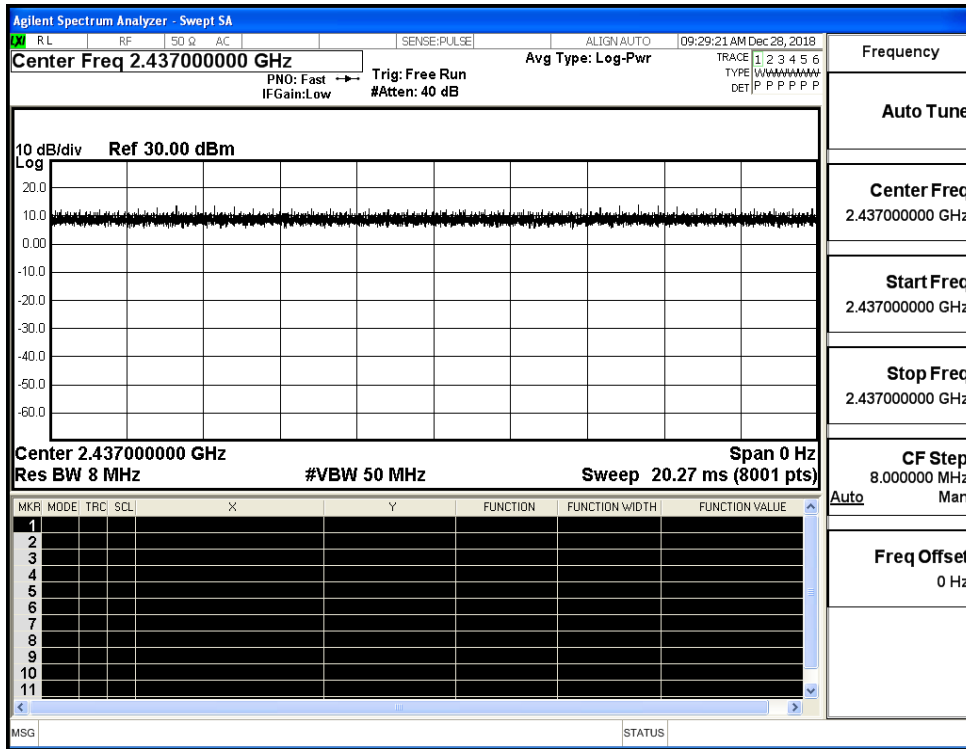 Agilent Spectrum Analyzer - Swept SA
LXI RL RF 50 Ω AC SENSE:PULSE ALIGN AUTO 09:29:21 AM Dec 28, 2018
Center Freq 2.437000000 GHz
Avg Type: Log-Pwr
TRACE 1 2 3 4 5 6
PNO: Fast Trig: Free Run
TYPE WWWWWW
IFGain:Low #Atten: 40 dB
DET P P P P P P
10 dB/div Ref 30.00 dBm
Log
20.0
10.0
0.00
-10.0
-20.0
-30.0
-40.0
-50.0
-60.0
Center 2.437000000 GHz Span 0 Hz
Res BW 8 MHz #VBW 50 MHz Sweep 20.27 ms (8001 pts)
MKR MODE TRC SCL X Y FUNCTION FUNCTION WIDTH FUNCTION VALUE
1
2
3
4
5
6
7
8
9
10
11
MSG STATUS
Frequency
Auto Tune
Center Freq
2.437000000 GHz
Start Freq
2.437000000 GHz
Stop Freq
2.437000000 GHz
CF Step
8.000000 MHz
Auto Man
Freq Offset
0 Hz